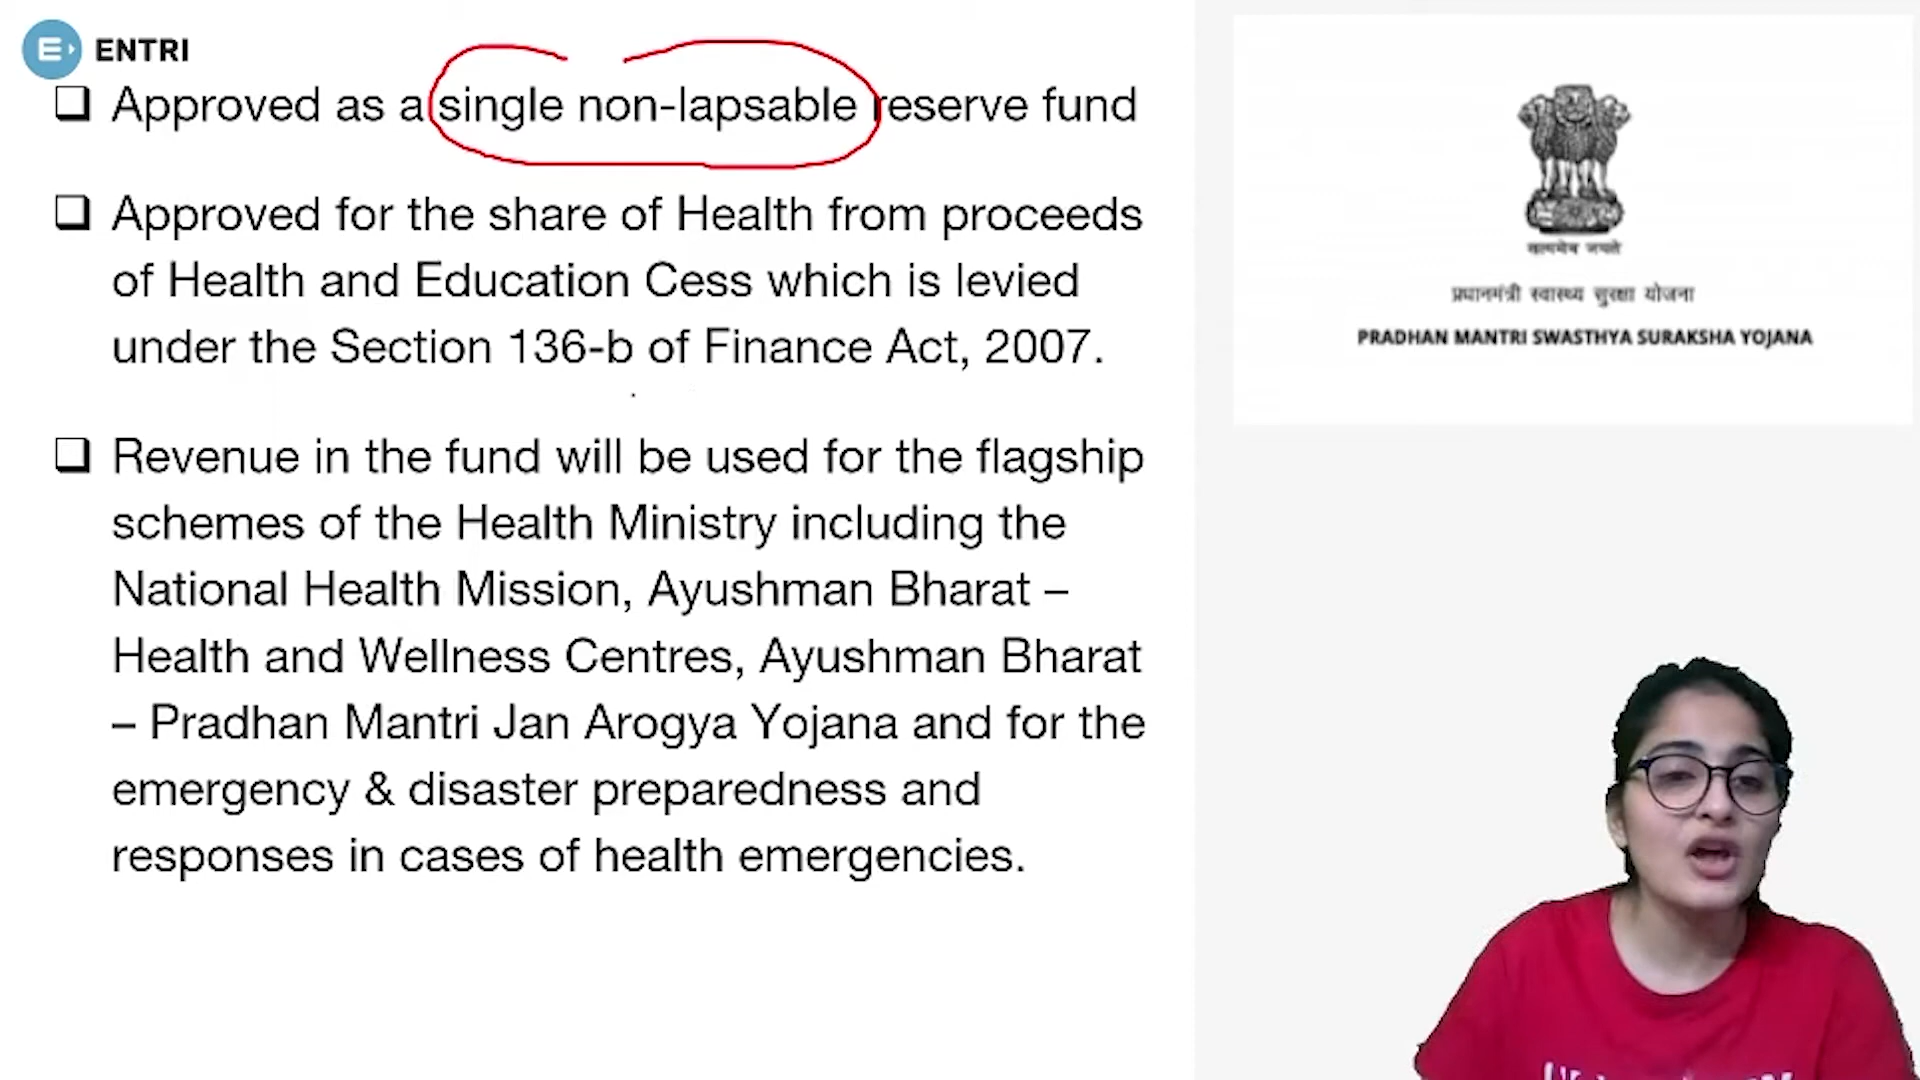 ENTRI
Approved as a single non-lapsable reserve fund
Approved for the share of Health from proceeds
of Health and Education Cess which is levied
under the Section 136-b of Finance Act, 2007.
Revenue in the fund will be used for the flagship
schemes of the Health Ministry including the
National Health Mission, Ayushman Bharat –
Health and Wellness Centres, Ayushman Bharat
– Pradhan Mantri Jan Arogya Yojana and for the
emergency & disaster preparedness and
responses in cases of health emergencies.
सत्यमेव जयते
प्रधानमंत्री स्वास्थ्य सुरक्षा योजना
PRADHAN MANTRI SWASTHYA SURAKSHA YOJANA